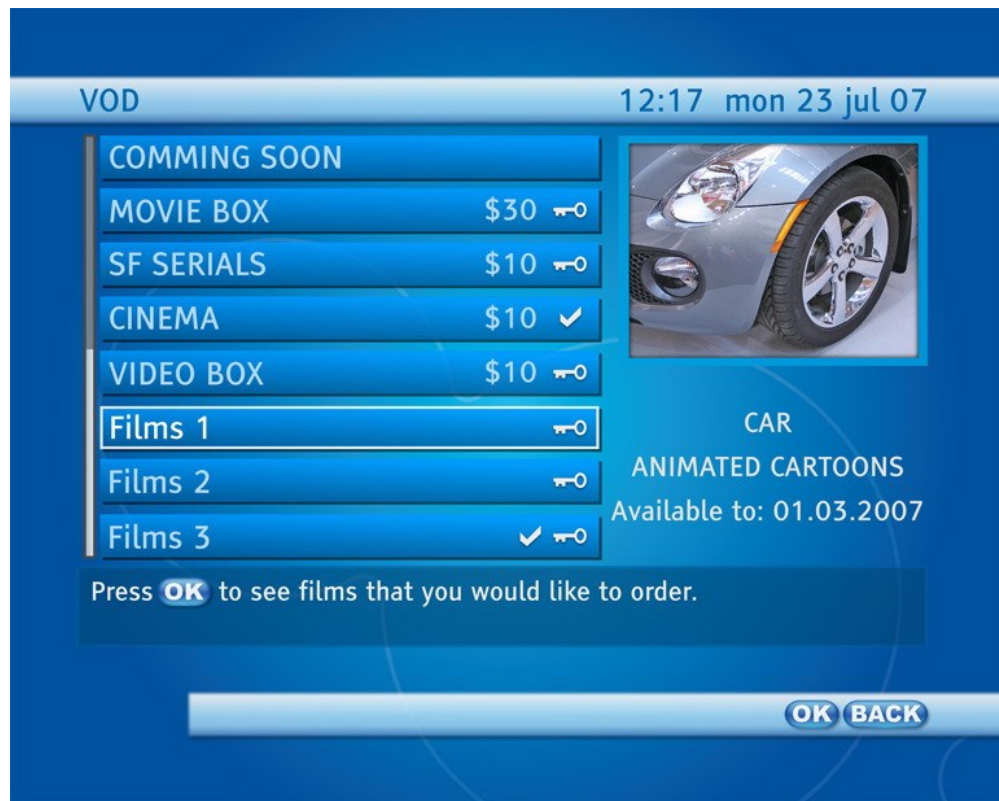 VOD 12:17 mon 23 jul 07
COMMING SOON
MOVIE BOX $30
SF SERIALS $10
CINEMA $10
VIDEO BOX $10
Films 1
Films 2
Films 3
CAR
ANIMATED CARTOONS
Available to: 01.03.2007
Press OK to see films that you would like to order.
OK BACK